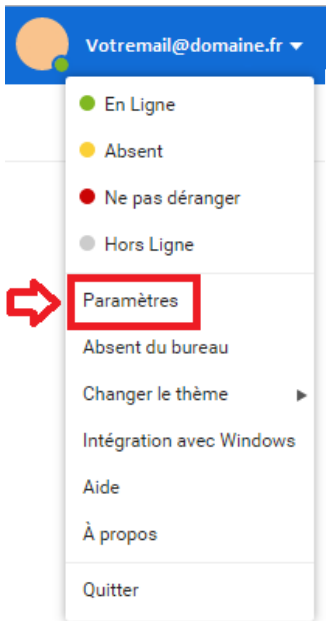 Votremail@domaine.fr
En Ligne
Absent
Ne pas déranger
Hors Ligne
Paramètres
Absent du bureau
Changer le thème
Intégration avec Windows
Aide
À propos
Quitter